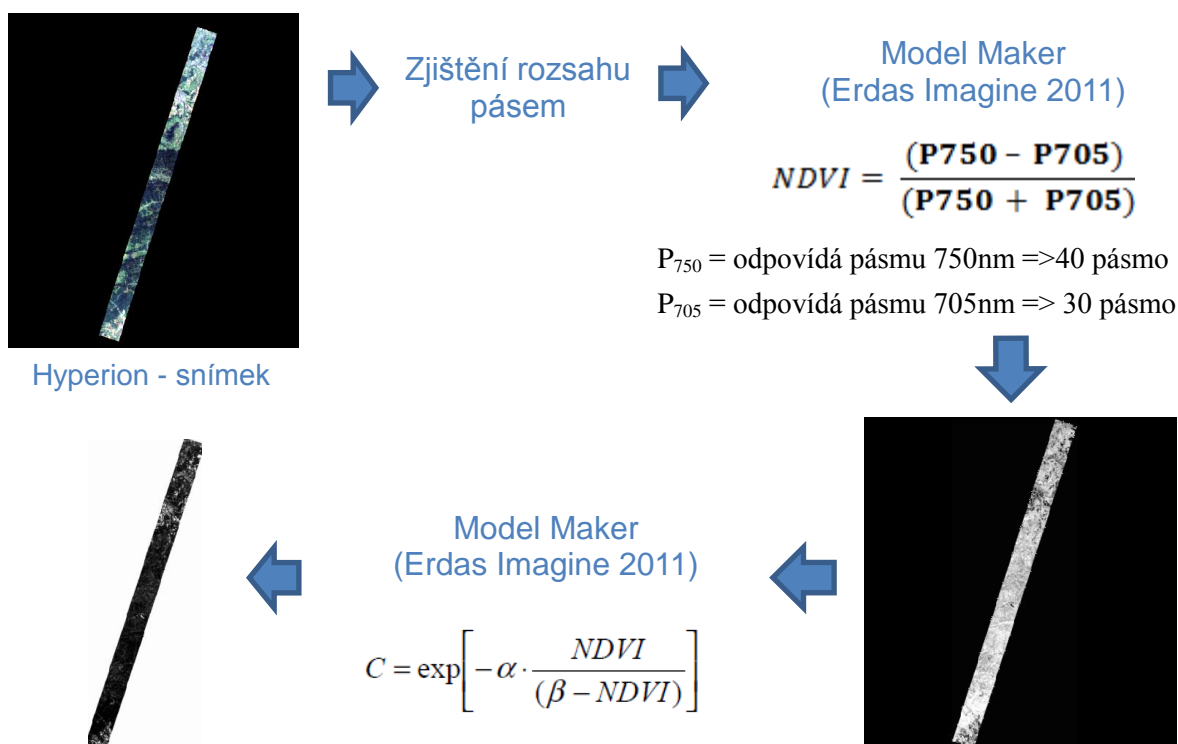 Zjištění rozsahu
pásem
Model Maker
(Erdas Imagine 2011)
NDVI = (P750 – P705) / (P750 + P705)
P₇₅₀ = odpovídá pásmu 750nm =>40 pásmo
P₇₀₅ = odpovídá pásmu 705nm => 30 pásmo
Hyperion - snímek
Model Maker
(Erdas Imagine 2011)
C = exp[−α · NDVI / (β − NDVI)]